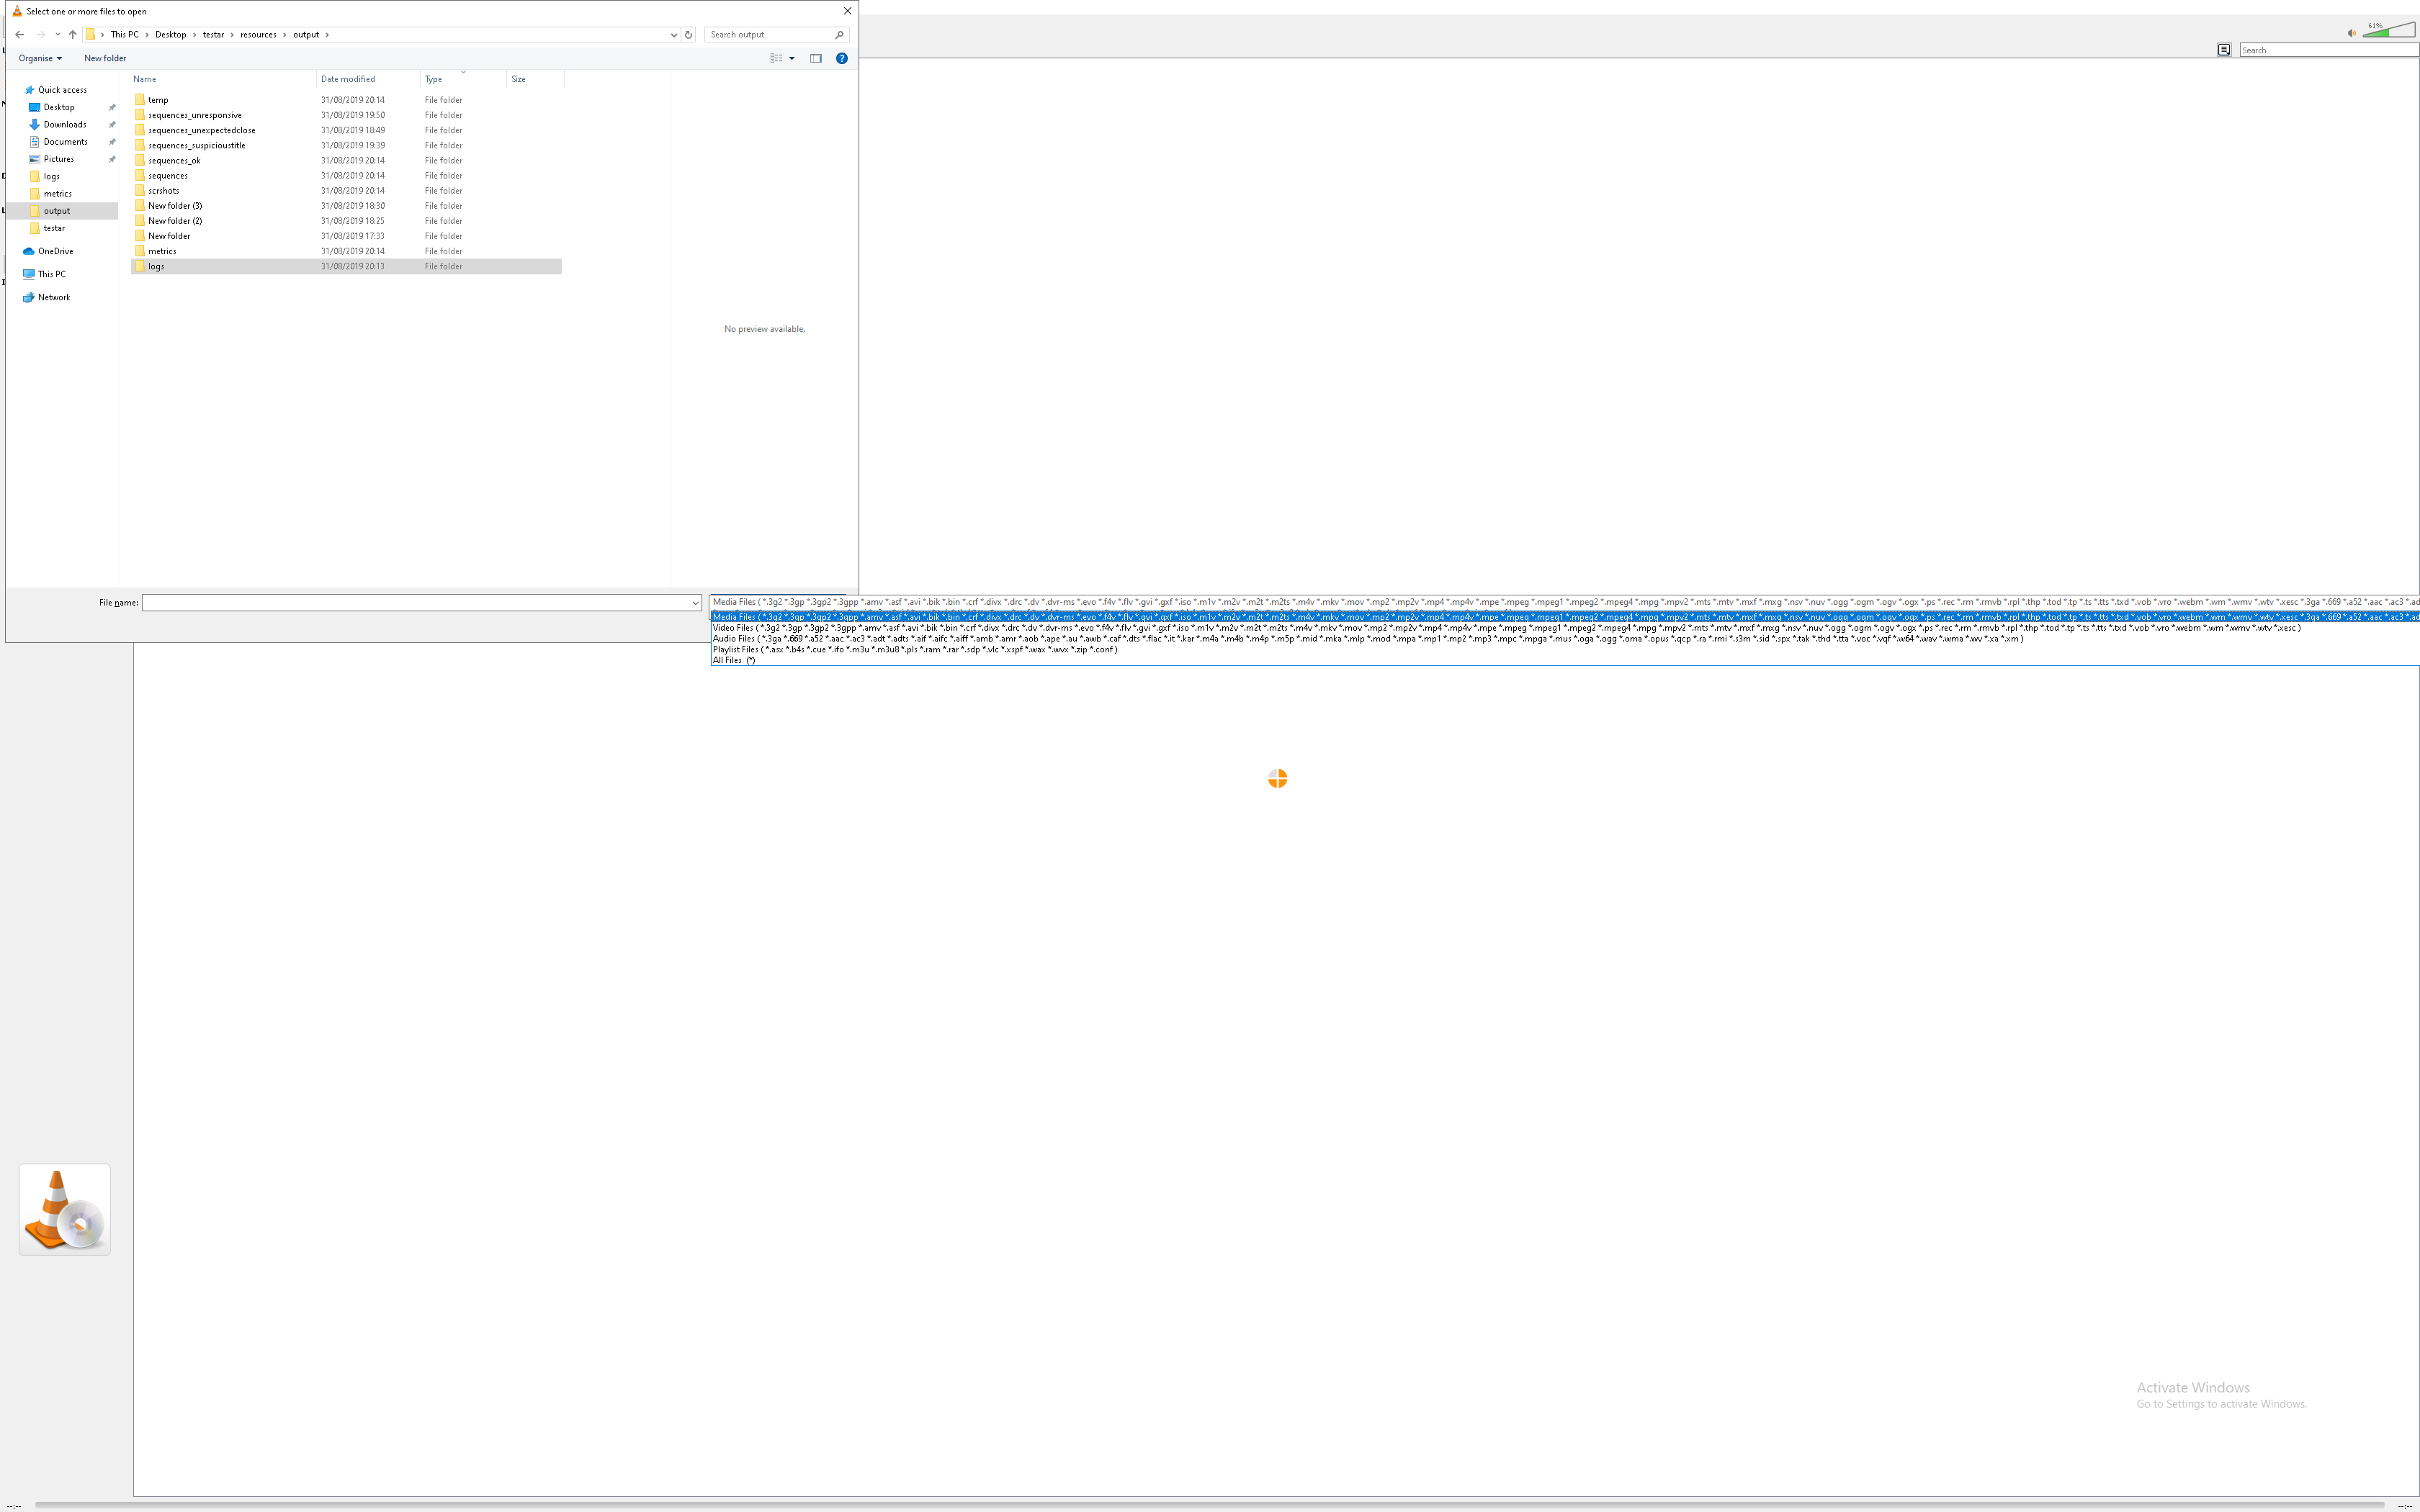 Select one or more files to open
This PC > Desktop > testar > resources > output >
Search output
61%
Organise
New folder
Search
Name
Date modified
Type
Size
Quick access
Desktop
Downloads
Documents
Pictures
logs
metrics
output
testar
OneDrive
This PC
Network
temp 31/08/2019 20:14 File folder
sequences_unresponsive 31/08/2019 19:50 File folder
sequences_unexpectedclose 31/08/2019 18:49 File folder
sequences_suspicioustitle 31/08/2019 19:39 File folder
sequences_ok 31/08/2019 20:14 File folder
sequences 31/08/2019 20:14 File folder
scrshots 31/08/2019 20:14 File folder
New folder (3) 31/08/2019 18:30 File folder
New folder (2) 31/08/2019 18:25 File folder
New folder 31/08/2019 17:33 File folder
metrics 31/08/2019 20:14 File folder
logs 31/08/2019 20:13 File folder
No preview available.
File name:
Media Files ( *.3g2 *.3gp *.3gp2 *.3gpp *.amv *.asf *.avi *.bik *.bin *.crf *.divx *.drc *.dv *.dvr-ms *.evo *.f4v *.flv *.gvi *.gxf *.iso *.m1v *.m2v *.m2t *.m2ts *.m4v *.mkv *.mov *.mp2 *.mp2v *.mp4 *.mp4v *.mpe *.mpeg *.mpeg1 *.mpeg2 *.mpeg4 *.mpg *.mpv2 *.mts *.mtv *.mxf *.mxg *.nsv *.nuv *.ogg *.ogm *.ogv *.ogx *.ps *.rec *.rm *.rmvb *.rpl *.thp *.tod *.tp *.ts *.tts *.txd *.vob *.vro *.webm *.wm *.wmv *.wtv *.xesc *.3ga *.669 *.a52 *.aac *.ac3 *.ad
Media Files ( *.3g2 *.3gp *.3gp2 *.3gpp *.amv *.asf *.avi *.bik *.bin *.crf *.divx *.drc *.dv *.dvr-ms *.evo *.f4v *.flv *.gvi *.gxf *.iso *.m1v *.m2v *.m2t *.m2ts *.m4v *.mkv *.mov *.mp2 *.mp2v *.mp4 *.mp4v *.mpe *.mpeg *.mpeg1 *.mpeg2 *.mpeg4 *.mpg *.mpv2 *.mts *.mtv *.mxf *.mxg *.nsv *.nuv *.ogg *.ogm *.ogv *.ogx *.ps *.rec *.rm *.rmvb *.rpl *.thp *.tod *.tp *.ts *.tts *.txd *.vob *.vro *.webm *.wm *.wmv *.wtv *.xesc *.3ga *.669 *.a52 *.aac *.ac3 *.ad
Video Files ( *.3g2 *.3gp *.3gp2 *.3gpp *.amv *.asf *.avi *.bik *.bin *.crf *.divx *.drc *.dv *.dvr-ms *.evo *.f4v *.flv *.gvi *.gxf *.iso *.m1v *.m2v *.m2t *.m2ts *.m4v *.mkv *.mov *.mp2 *.mp2v *.mp4 *.mp4v *.mpe *.mpeg *.mpeg1 *.mpeg2 *.mpeg4 *.mpg *.mpv2 *.mts *.mtv *.mxf *.mxg *.nsv *.nuv *.ogg *.ogm *.ogv *.ogx *.ps *.rec *.rm *.rmvb *.rpl *.thp *.tod *.tp *.ts *.tts *.txd *.vob *.vro *.webm *.wm *.wmv *.wtv *.xesc )
Audio Files ( *.3ga *.669 *.a52 *.aac *.ac3 *.adt *.adts *.aif *.aifc *.aiff *.amb *.amr *.aob *.ape *.au *.awb *.caf *.dts *.flac *.it *.kar *.m4a *.m4b *.m4p *.m5p *.mid *.mka *.mlp *.mod *.mpa *.mp1 *.mp2 *.mp3 *.mpc *.mpga *.mus *.oga *.ogg *.oma *.opus *.qcp *.ra *.rmi *.s3m *.sid *.spx *.tak *.thd *.tta *.voc *.vqf *.w64 *.wav *.wma *.wv *.xa *.xm )
Playlist Files ( *.asx *.b4s *.cue *.ifo *.m3u *.m3u8 *.pls *.ram *.rar *.sdp *.vlc *.xspf *.wax *.wvx *.zip *.conf )
All Files (*)
Activate Windows
Go to Settings to activate Windows.
--:--
--:--